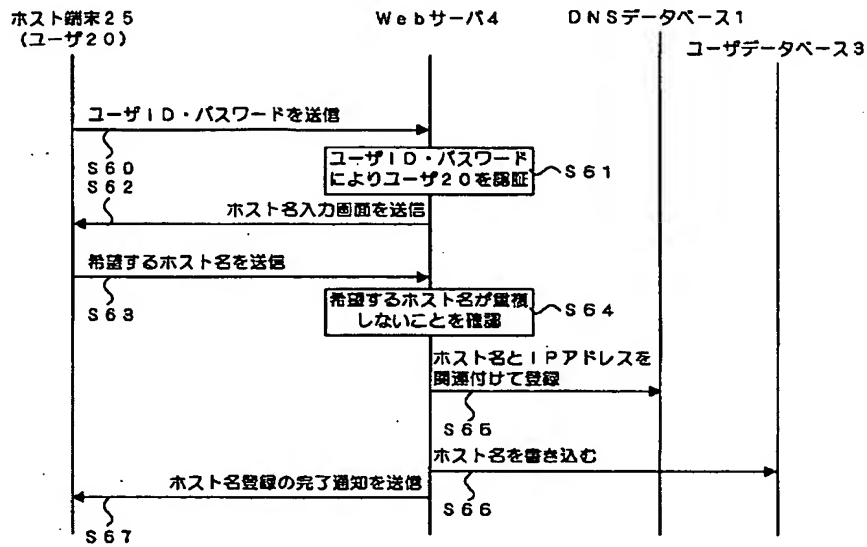 ホスト端末25
(ユーザ20)
Webサーバ4
DNSデータベース1
ユーザデータベース3
ユーザID・パスワードを送信
S60
ユーザID・パスワード
によりユーザ20を認証
S61
S62
ホスト名入力画面を送信
希望するホスト名を送信
S63
希望するホスト名が重複
しないことを確認
S64
ホスト名とIPアドレスを
関連付けて登録
S65
ホスト名を書き込む
S66
ホスト名登録の完了通知を送信
S67